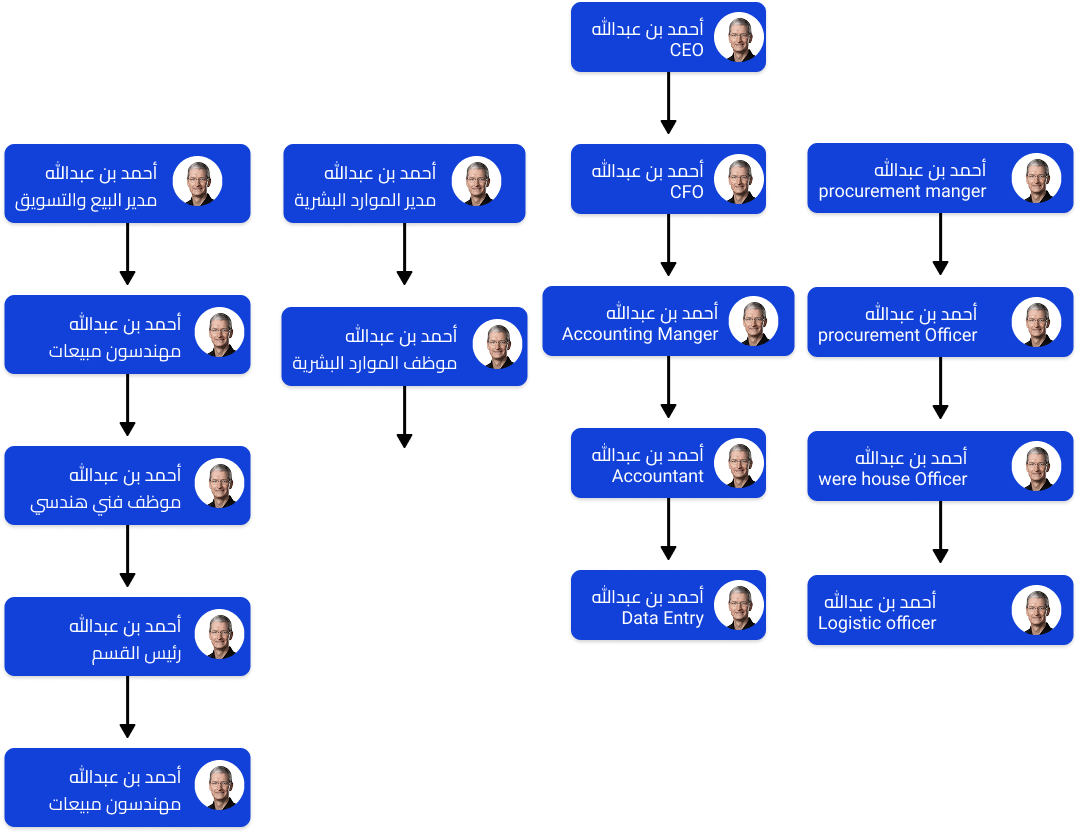 أحمد بن عبدالله
CEO
أحمد بن عبدالله
مدير البيع والتسويق
أحمد بن عبدالله
مدير الموارد البشرية
أحمد بن عبدالله
CFO
أحمد بن عبدالله
procurement manger
أحمد بن عبدالله
مهندسون مبيعات
أحمد بن عبدالله
موظف الموارد البشرية
أحمد بن عبدالله
Accounting Manger
أحمد بن عبدالله
procurement Officer
أحمد بن عبدالله
موظف فني هندسي
أحمد بن عبدالله
Accountant
أحمد بن عبدالله
were house Officer
أحمد بن عبدالله
رئيس القسم
أحمد بن عبدالله
Data Entry
أحمد بن عبدالله
Logistic officer
أحمد بن عبدالله
مهندسون مبيعات